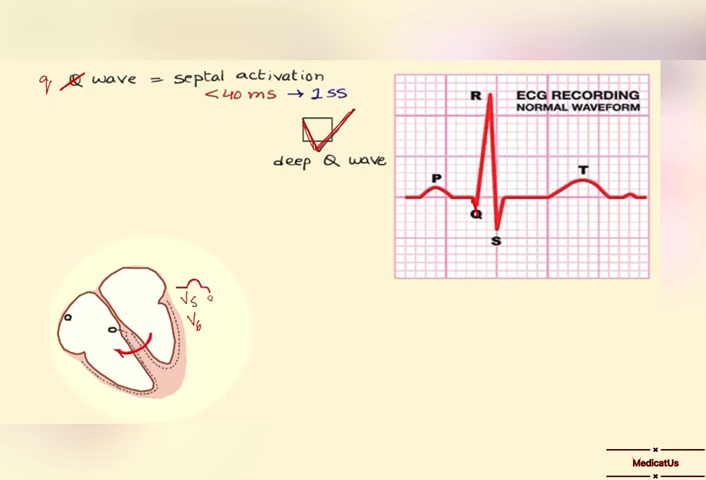 q Q wave = septal activation
<40 ms → 1 SS
deep Q wave
ECG RECORDING
NORMAL WAVEFORM
R
P
T
Q
S
V5
V6
MedicatUs